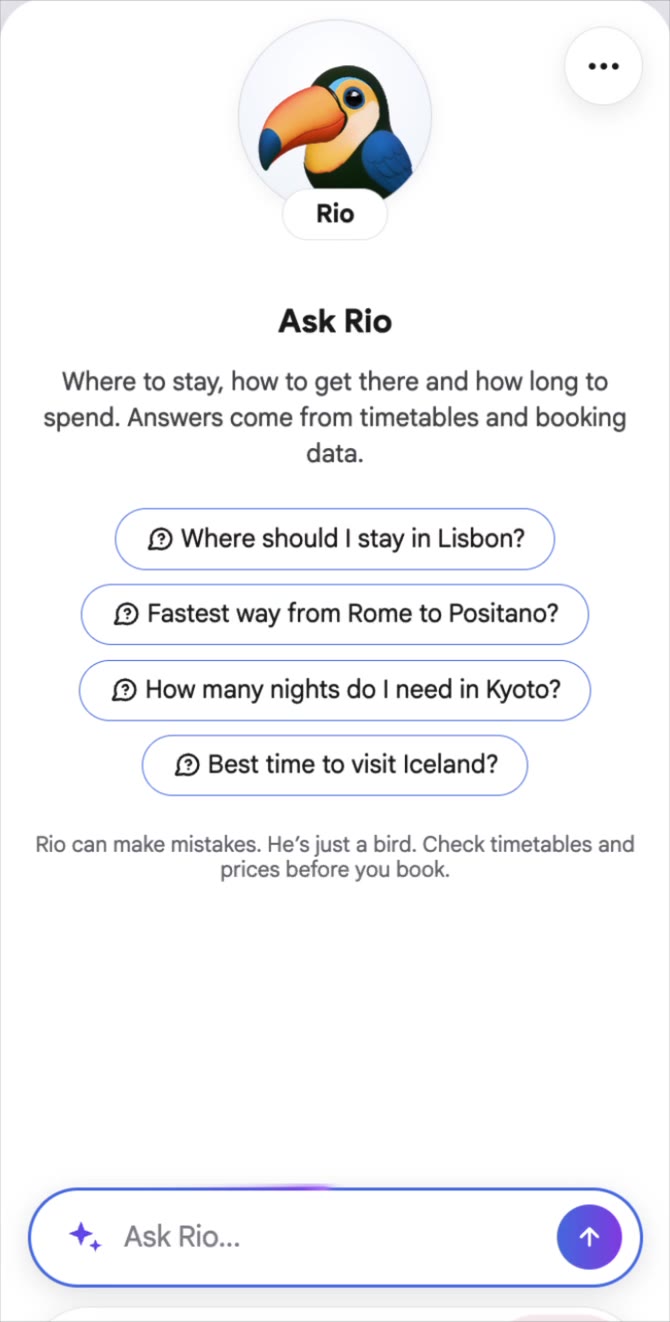 Rio
Ask Rio
Where to stay, how to get there and how long to
spend. Answers come from timetables and booking
data.
Where should I stay in Lisbon?
Fastest way from Rome to Positano?
How many nights do I need in Kyoto?
Best time to visit Iceland?
Rio can make mistakes. He’s just a bird. Check timetables and
prices before you book.
Ask Rio...